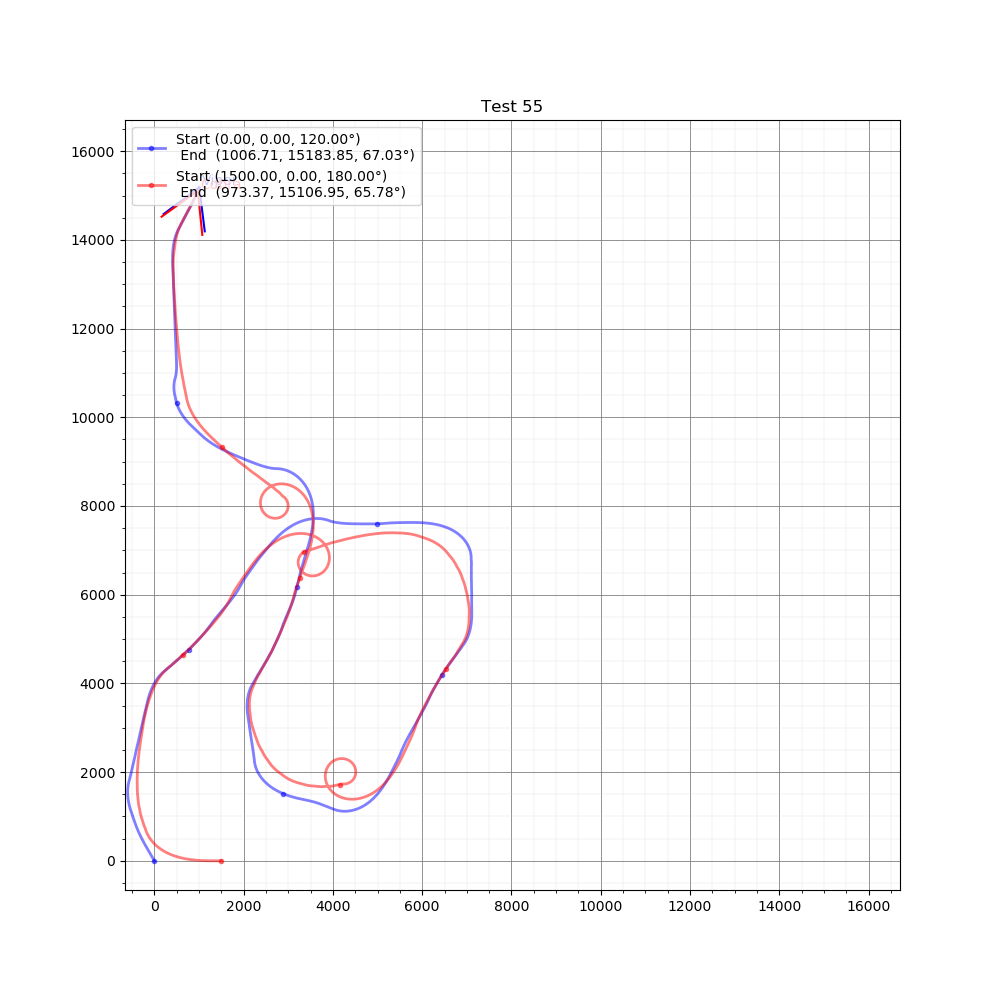 Test 55
Start (0.00, 0.00, 120.00°)
End (1006.71, 15183.85, 67.03°)
Start (1500.00, 0.00, 180.00°)
End (973.37, 15106.95, 65.78°)
16000
14000
12000
10000
8000
6000
4000
2000
0
0 2000 4000 6000 8000 10000 12000 14000 16000